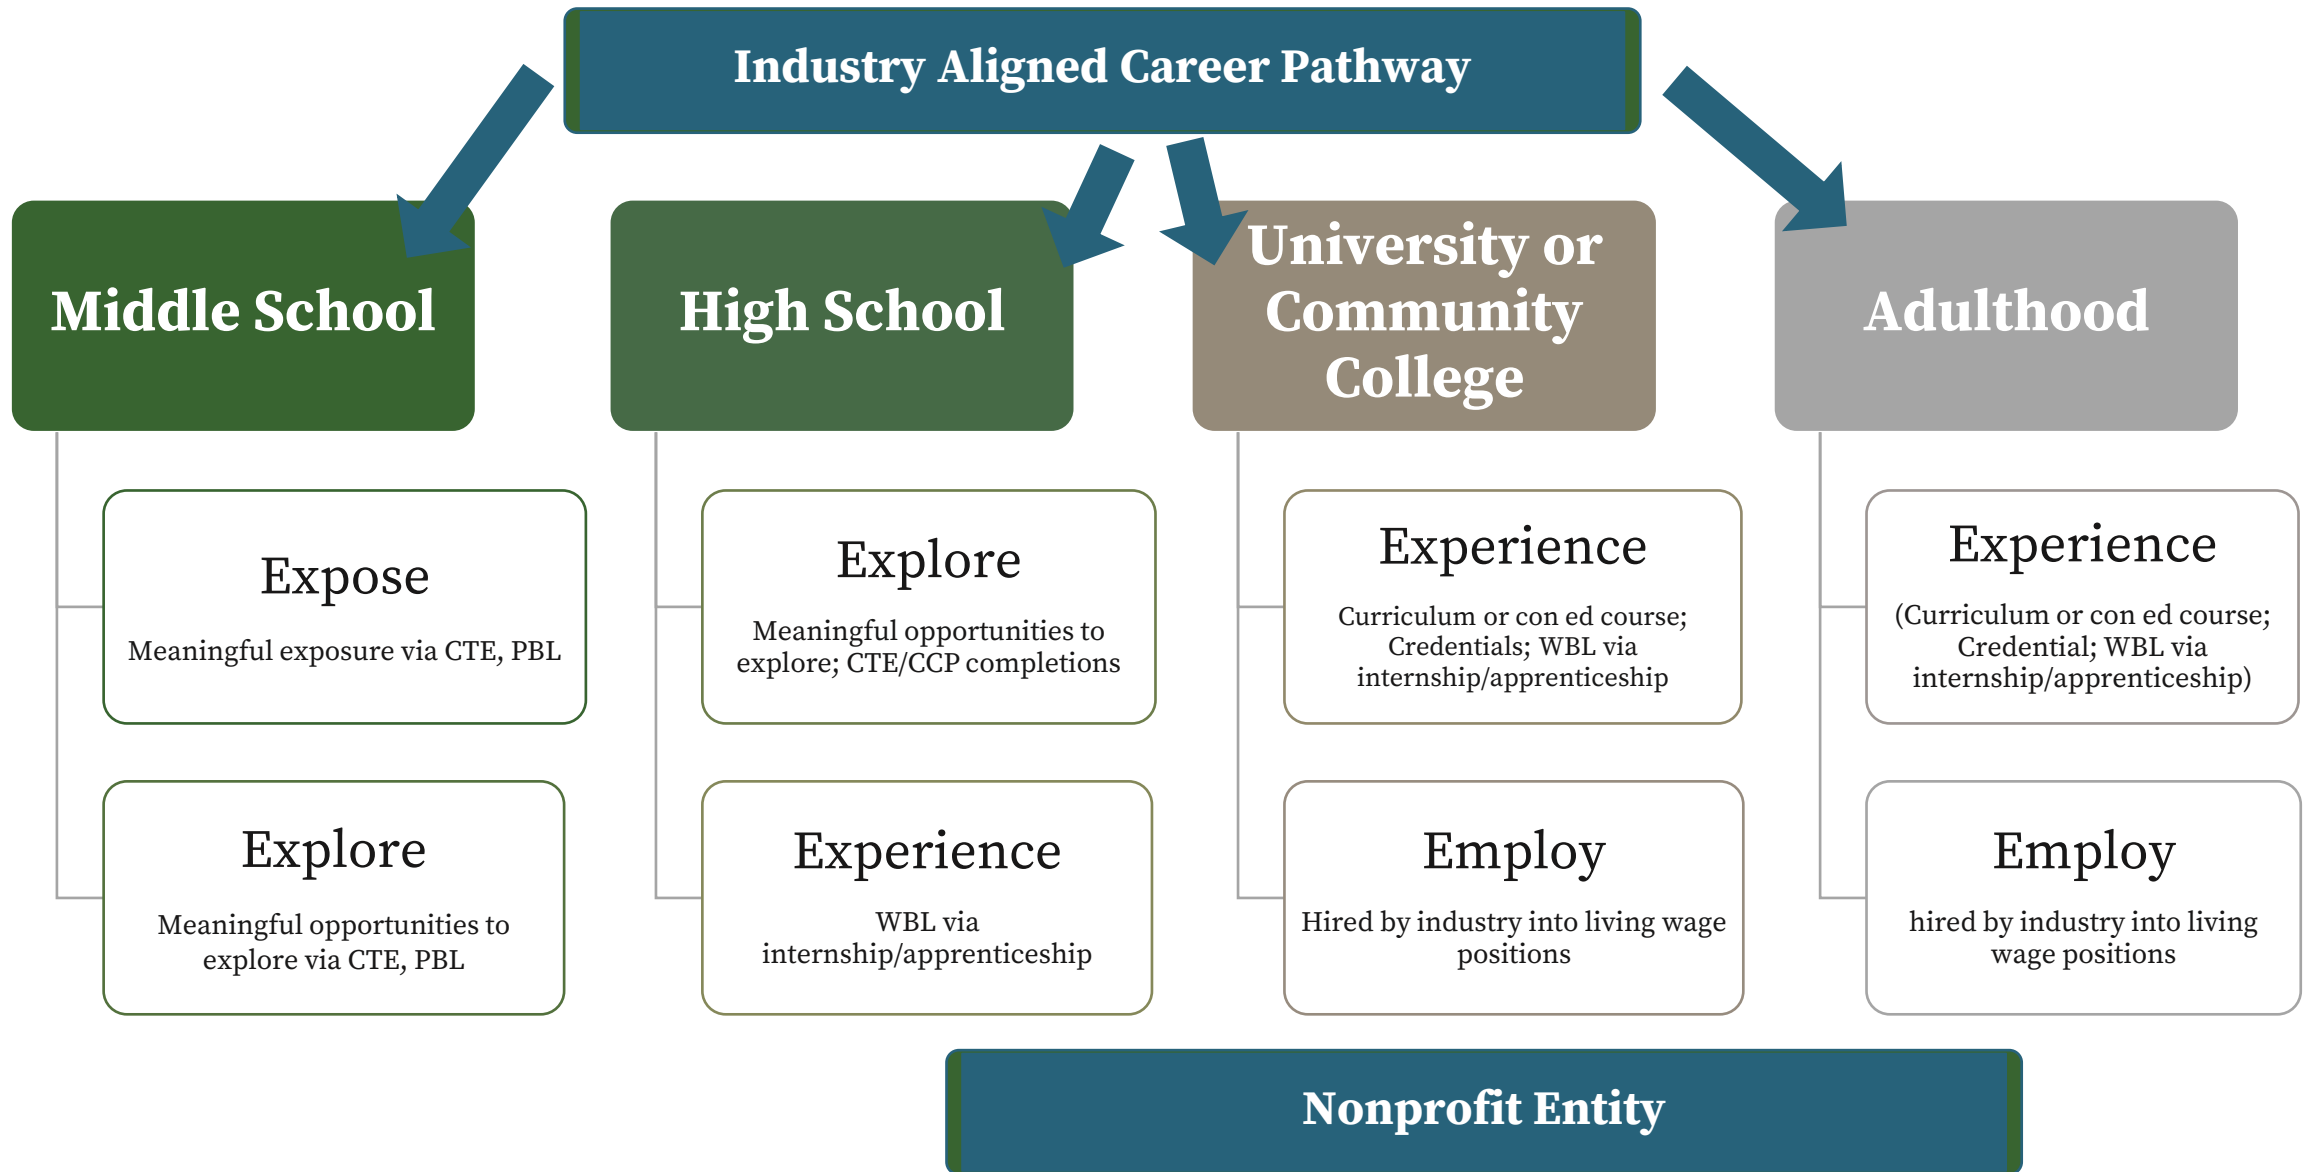 Industry Aligned Career Pathway
Middle School
Expose
Meaningful exposure via CTE, PBL
Explore
Meaningful opportunities to
explore via CTE, PBL
High School
Explore
Meaningful opportunities to
explore; CTE/CCP completions
Experience
WBL via
internship/apprenticeship
University or
Community
College
Experience
Curriculum or con ed course;
Credentials; WBL via
internship/apprenticeship
Employ
Hired by industry into living wage
positions
Adulthood
Experience
(Curriculum or con ed course;
Credential; WBL via
internship/apprenticeship)
Employ
hired by industry into living
wage positions
Nonprofit Entity